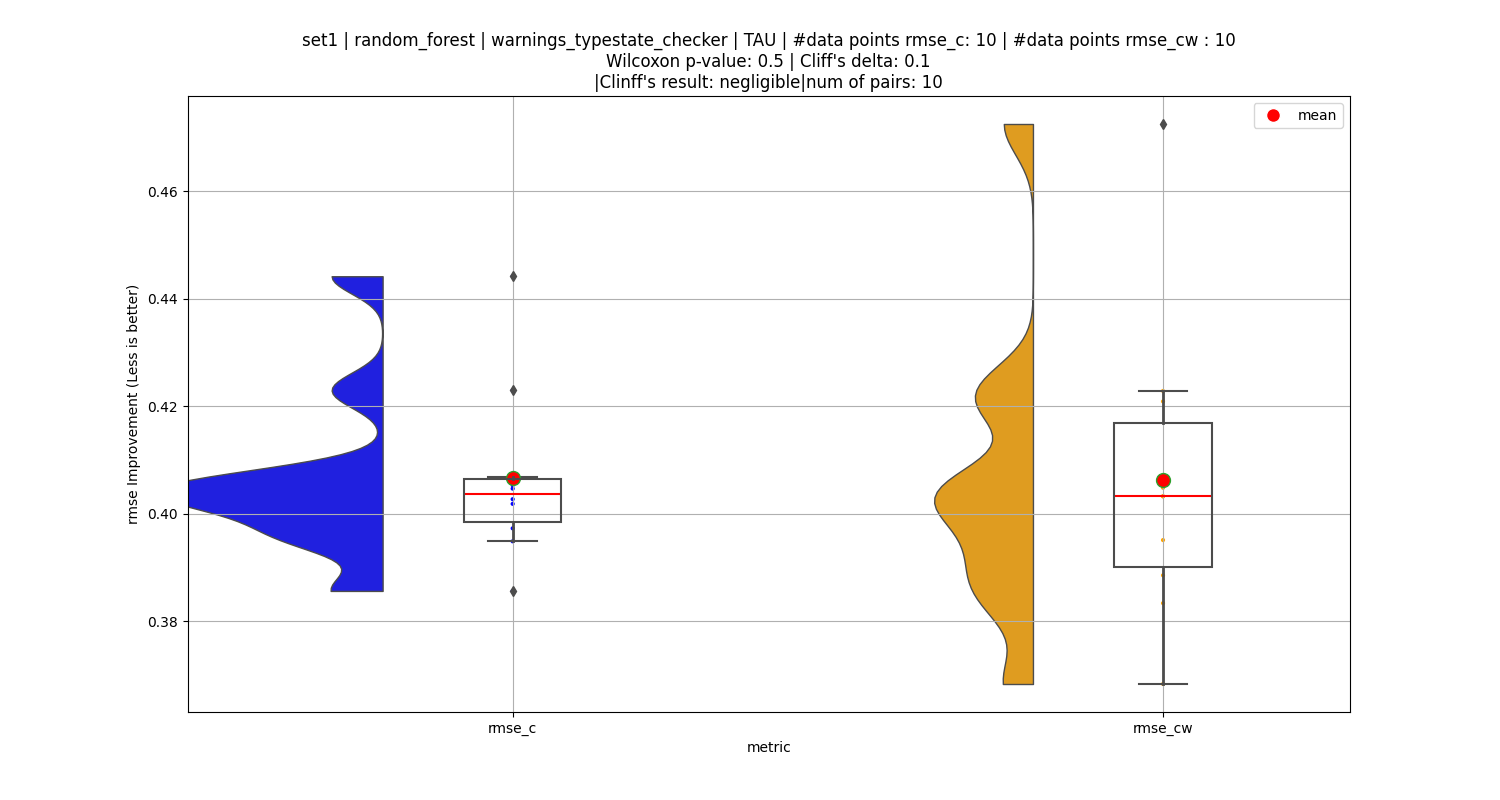 set1 | random_forest | warnings_typestate_checker | TAU | #data points rmse_c: 10 | #data points rmse_cw : 10
Wilcoxon p-value: 0.5 | Cliff's delta: 0.1
|Clinff's result: negligible|num of pairs: 10
mean
rmse Improvement (Less is better)
0.46
0.44
0.42
0.40
0.38
rmse_c
rmse_cw
metric